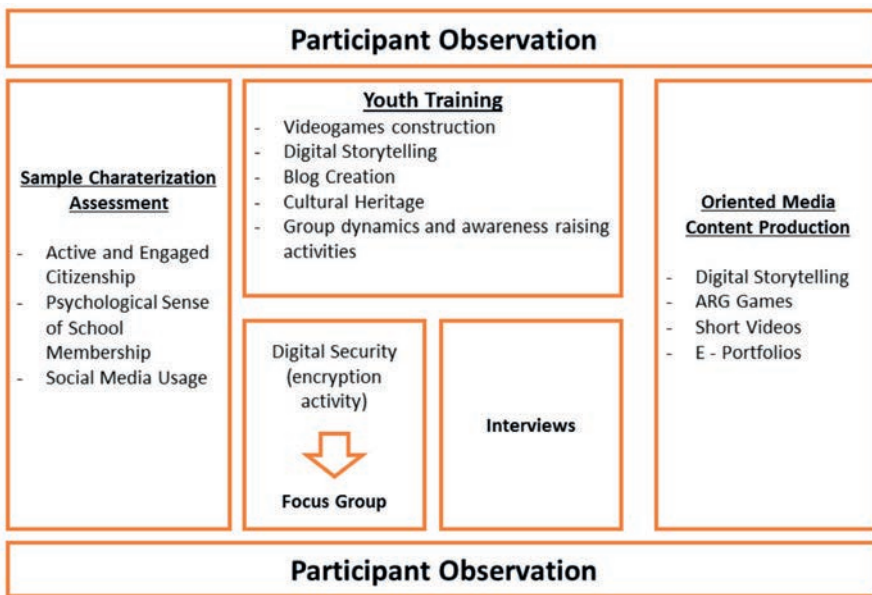 Participant Observation
Sample Charaterization
Assessment
- Active and Engaged
Citizenship
- Psychological Sense
of School
Membership
- Social Media Usage
Youth Training
- Videogames construction
- Digital Storytelling
- Blog Creation
- Cultural Heritage
- Group dynamics and awareness raising
activities
Digital Security
(encryption
activity)
Focus Group
Interviews
Oriented Media
Content Production
- Digital Storytelling
- ARG Games
- Short Videos
- E - Portfolios
Participant Observation